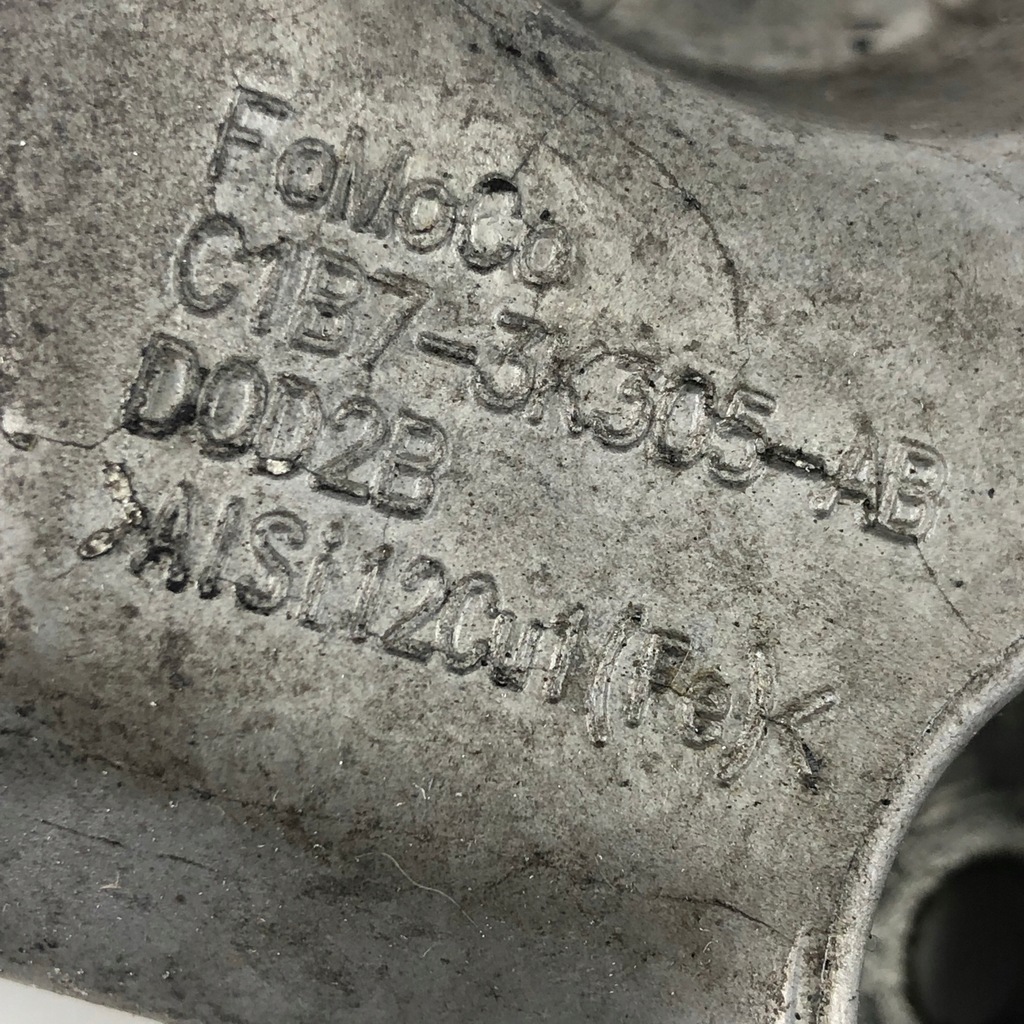 FoMoCo
C1B7-3K305-AB
DOD2B
>AlSi12Cu1(Fe)<